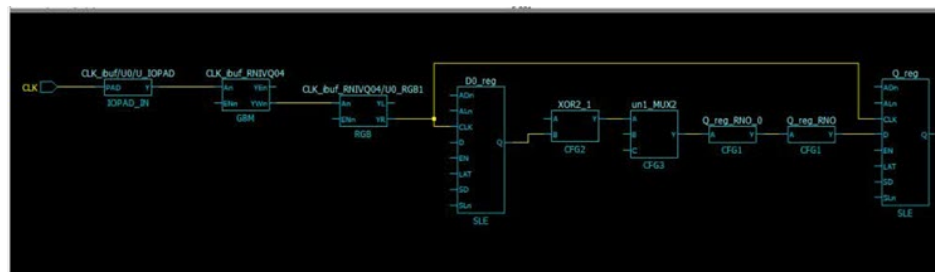 CLK
CLK_ibuf/U0/U_IOPAD
PAD Y
IOPAD_IN
CLK_ibuf_RNIVQ04
An YEn
ENn YWn
GBM
CLK_ibuf_RNIVQ04/U0_RGB1
An YL
ENn YR
RGB
D0_reg
ADn
ALn
CLK
D Q
EN
LAT
SD
SLn
SLE
XOR2_1
A Y
B
CFG2
un1_MUX2
A
B Y
C
CFG3
Q_reg_RNO_0
A Y
CFG1
Q_reg_RNO
A Y
CFG1
Q_reg
ADn
ALn
CLK
D Q
EN
LAT
SD
SLn
SLE